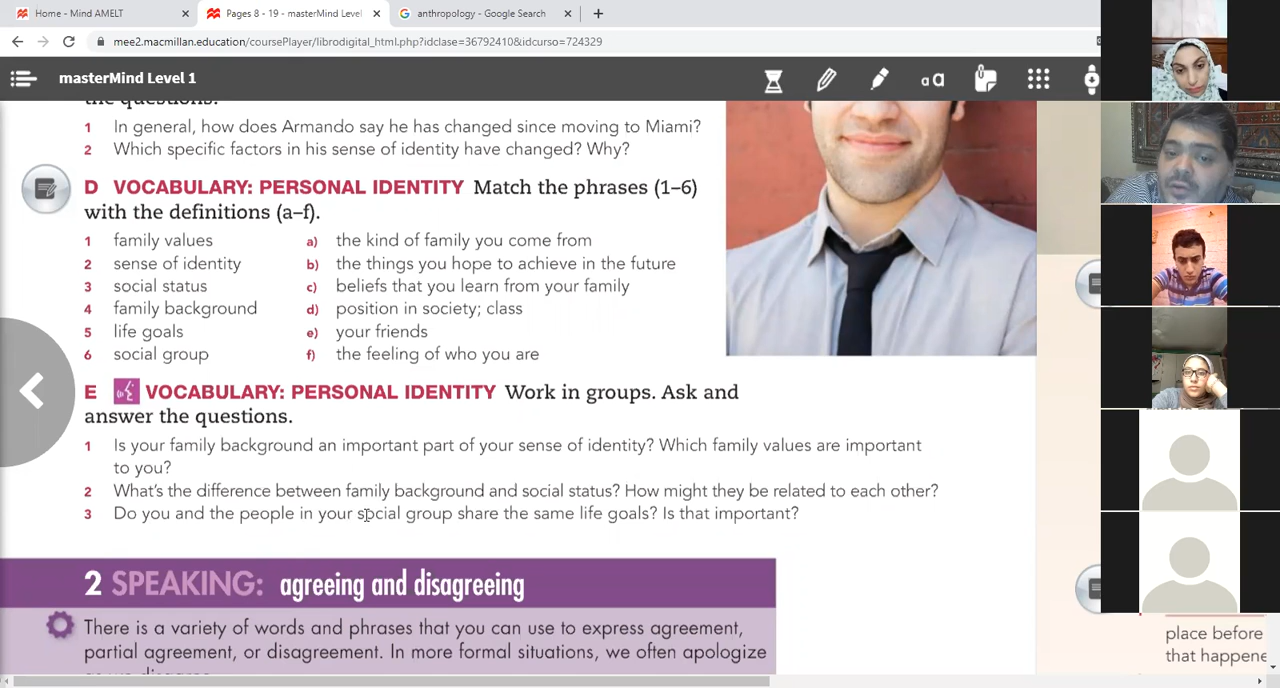 Home - Mind AMELT
Pages 8 - 19 - masterMind Level
anthropology - Google Search
mee2.macmillan.education/coursePlayer/librodigital_html.php?idclase=36792410&idcurso=724329
masterMind Level 1
a A
the questions.
1 In general, how does Armando say he has changed since moving to Miami?
2 Which specific factors in his sense of identity have changed? Why?
D VOCABULARY: PERSONAL IDENTITY Match the phrases (1–6)
with the definitions (a–f).
1 family values a) the kind of family you come from
2 sense of identity b) the things you hope to achieve in the future
3 social status c) beliefs that you learn from your family
4 family background d) position in society; class
5 life goals e) your friends
6 social group f) the feeling of who you are
E VOCABULARY: PERSONAL IDENTITY Work in groups. Ask and
answer the questions.
1 Is your family background an important part of your sense of identity? Which family values are important
to you?
2 What's the difference between family background and social status? How might they be related to each other?
3 Do you and the people in your social group share the same life goals? Is that important?
2 SPEAKING: agreeing and disagreeing
There is a variety of words and phrases that you can use to express agreement,
partial agreement, or disagreement. In more formal situations, we often apologize
place before
that happene